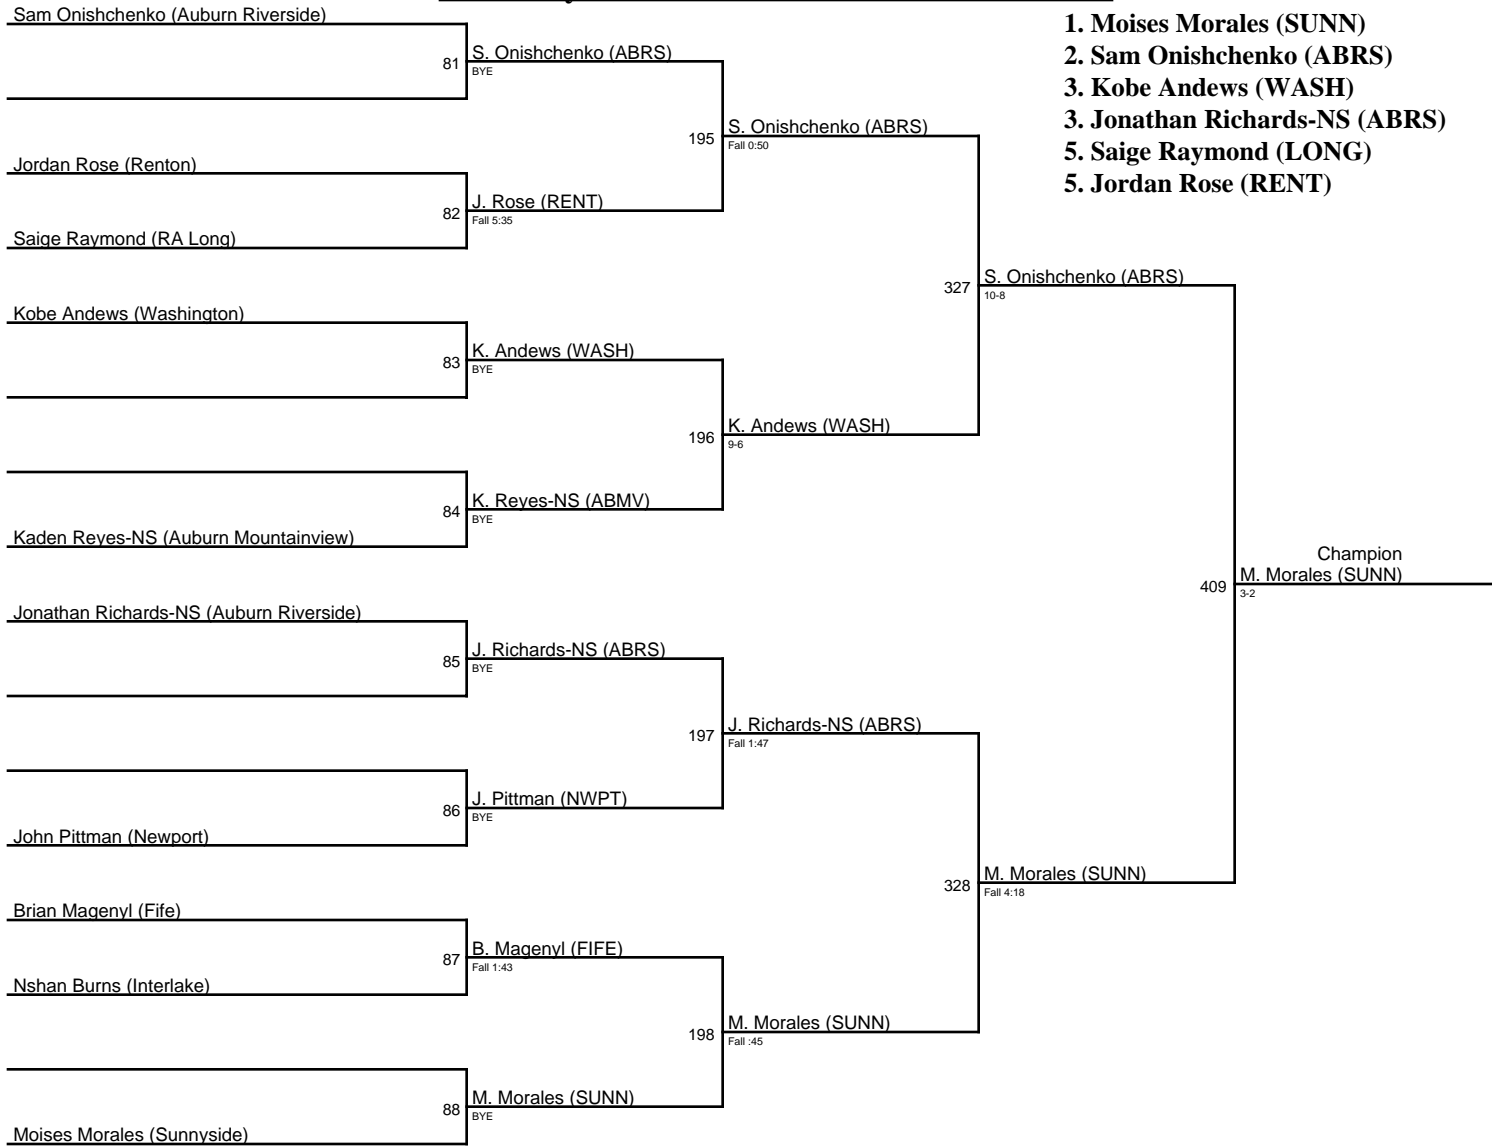 Sam Onishchenko (Auburn Riverside)
81
S. Onishchenko (ABRS)
BYE
195
S. Onishchenko (ABRS)
Fall 0:50
Jordan Rose (Renton)
82
J. Rose (RENT)
Fall 5:35
Saige Raymond (RA Long)
327
S. Onishchenko (ABRS)
10-8
Kobe Andews (Washington)
83
K. Andews (WASH)
BYE
196
K. Andews (WASH)
9-6
84
K. Reyes-NS (ABMV)
BYE
Kaden Reyes-NS (Auburn Mountainview)
409
Champion
M. Morales (SUNN)
3-2
Jonathan Richards-NS (Auburn Riverside)
85
J. Richards-NS (ABRS)
BYE
197
J. Richards-NS (ABRS)
Fall 1:47
86
J. Pittman (NWPT)
BYE
John Pittman (Newport)
328
M. Morales (SUNN)
Fall 4:18
Brian Magenyl (Fife)
87
B. Magenyl (FIFE)
Fall 1:43
Nshan Burns (Interlake)
198
M. Morales (SUNN)
Fall :45
88
M. Morales (SUNN)
BYE
Moises Morales (Sunnyside)
1. Moises Morales (SUNN)
2. Sam Onishchenko (ABRS)
3. Kobe Andews (WASH)
3. Jonathan Richards-NS (ABRS)
5. Saige Raymond (LONG)
5. Jordan Rose (RENT)